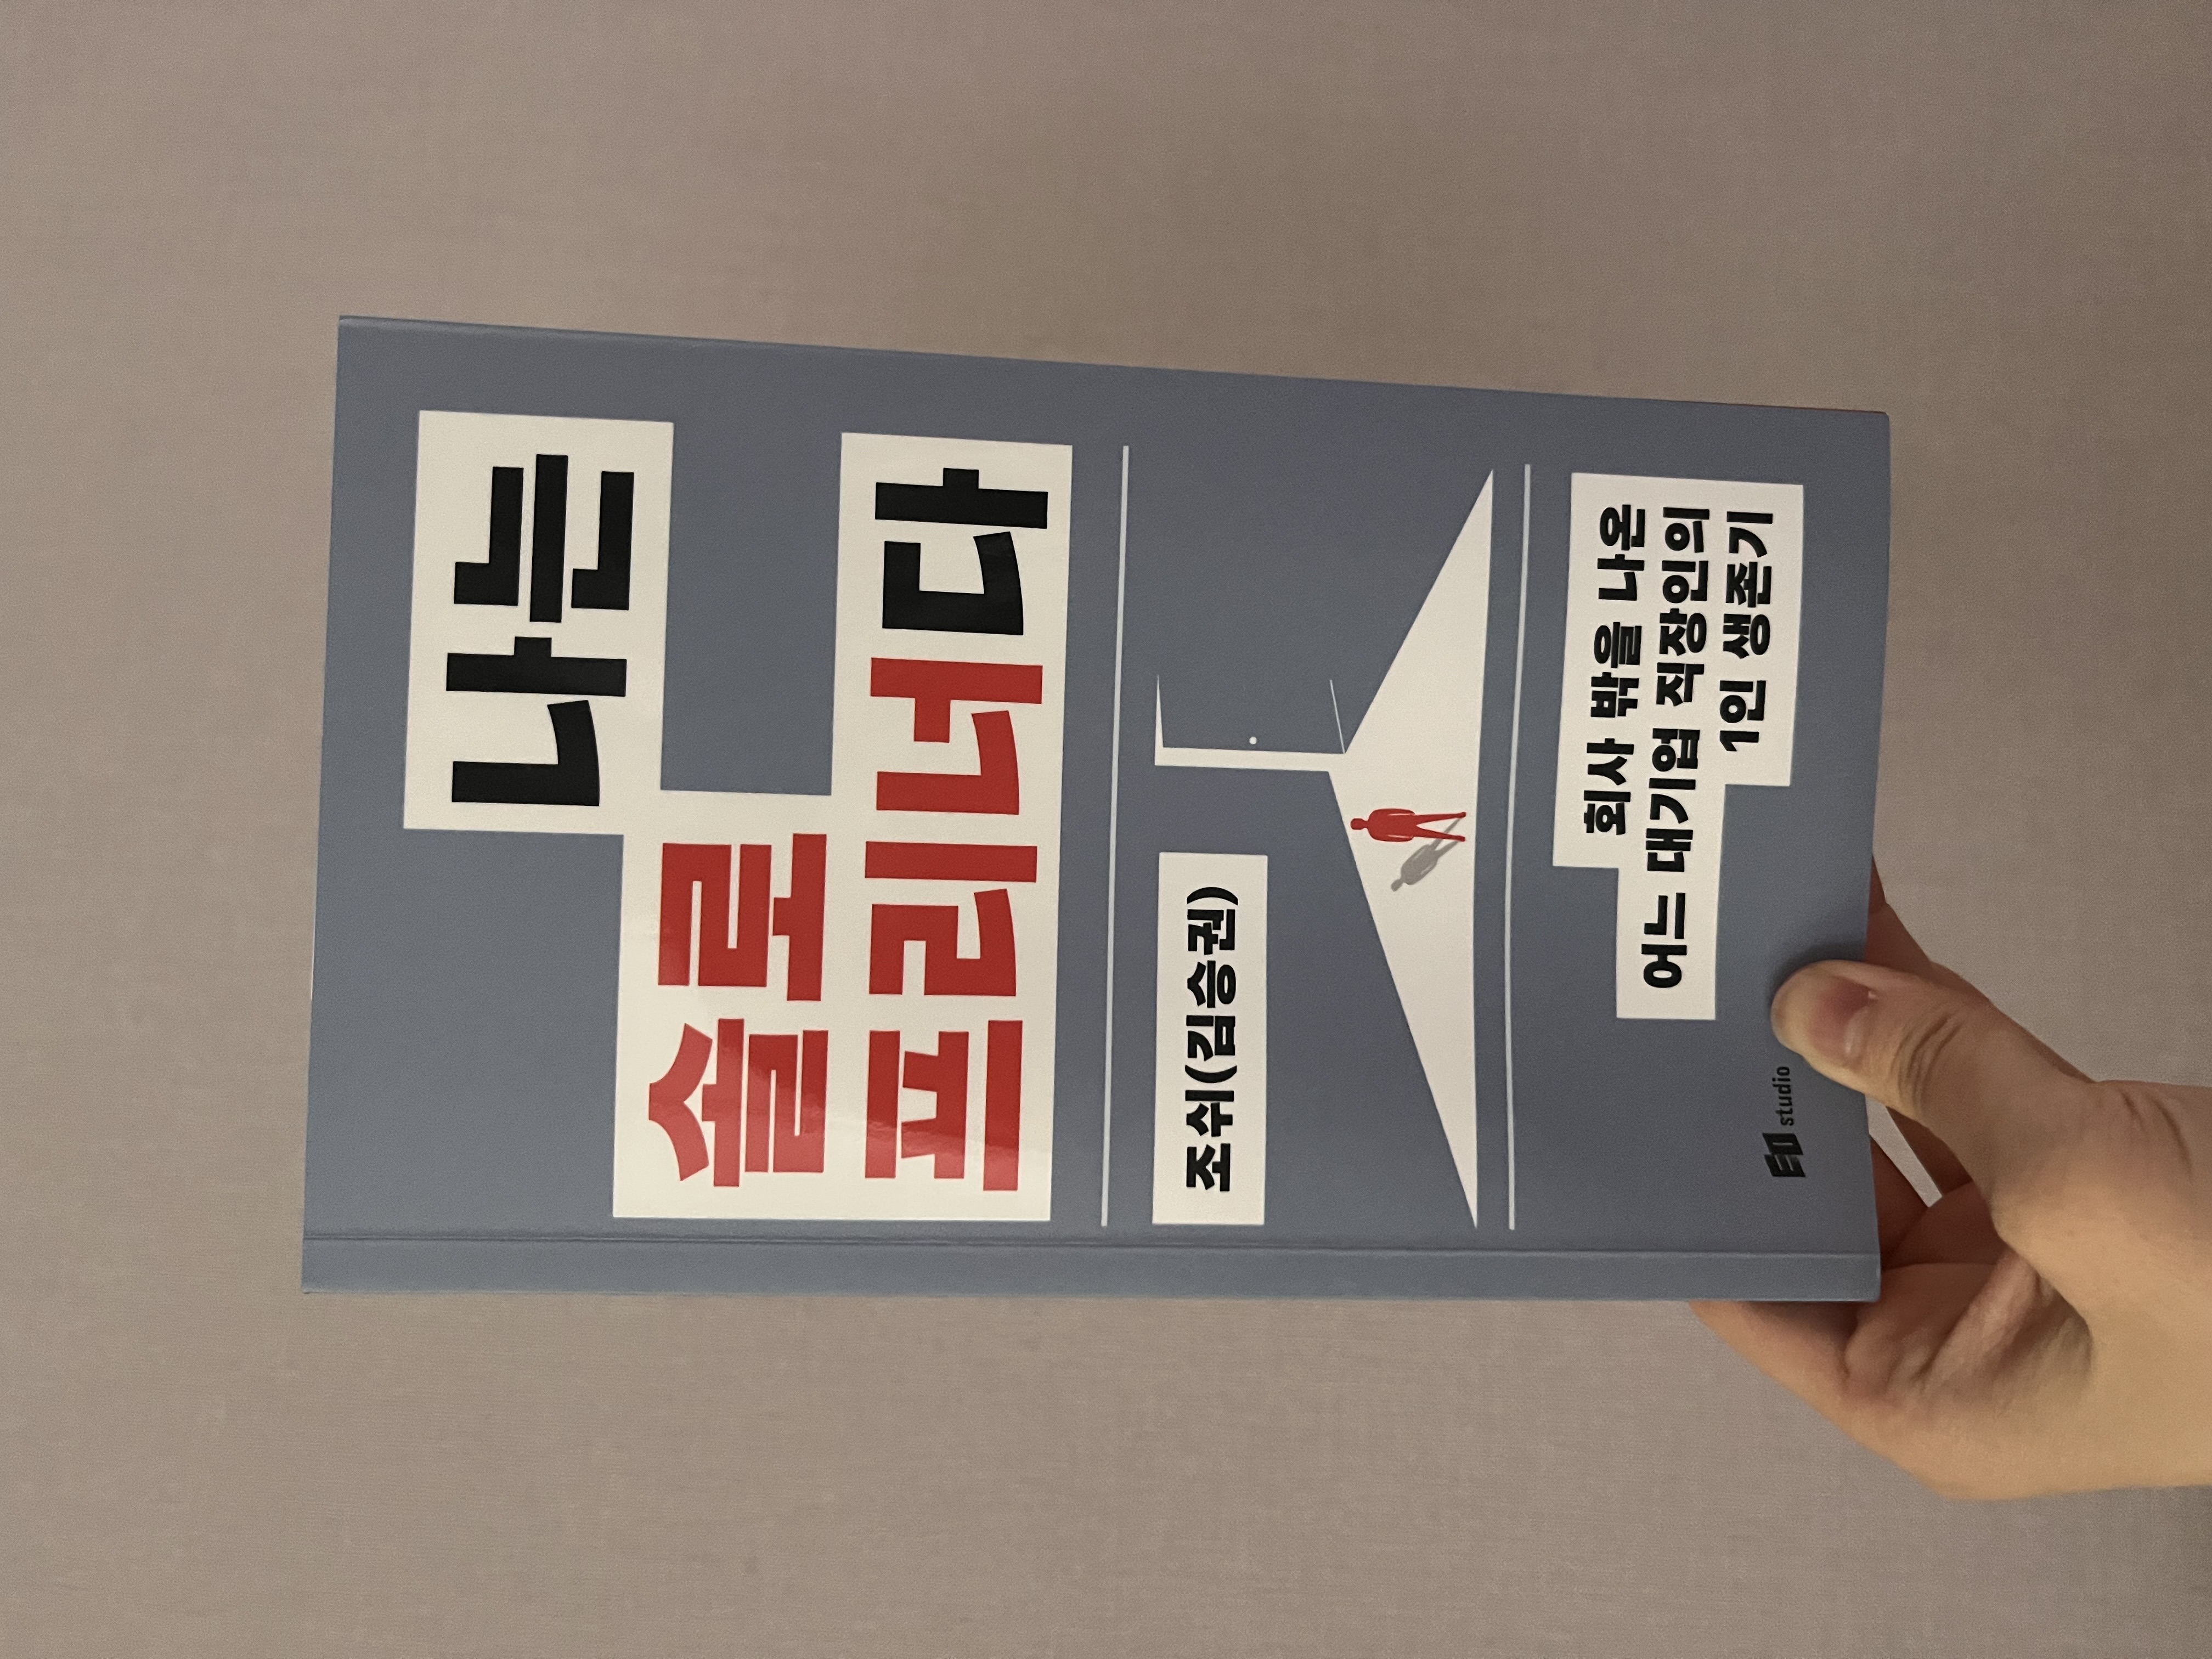 나는
솔로
프리너다
조쉬(김승권)
회사 밖을 나온
어느 대기업 직장인의
1인 생존기
EO studio